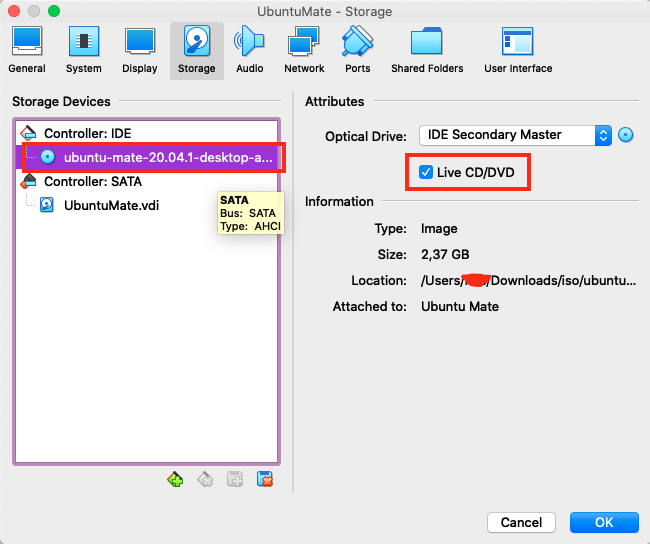 UbuntuMate - Storage
General System Display Storage Audio Network Ports Shared Folders User Interface
Storage Devices
Controller: IDE
ubuntu-mate-20.04.1-desktop-a...
Controller: SATA
UbuntuMate.vdi
SATA
Bus: SATA
Type: AHCI
Attributes
Optical Drive: IDE Secondary Master
Live CD/DVD
Information
Type: Image
Size: 2,37 GB
Location: /Users/ /Downloads/iso/ubuntu...
Attached to: Ubuntu Mate
Cancel OK